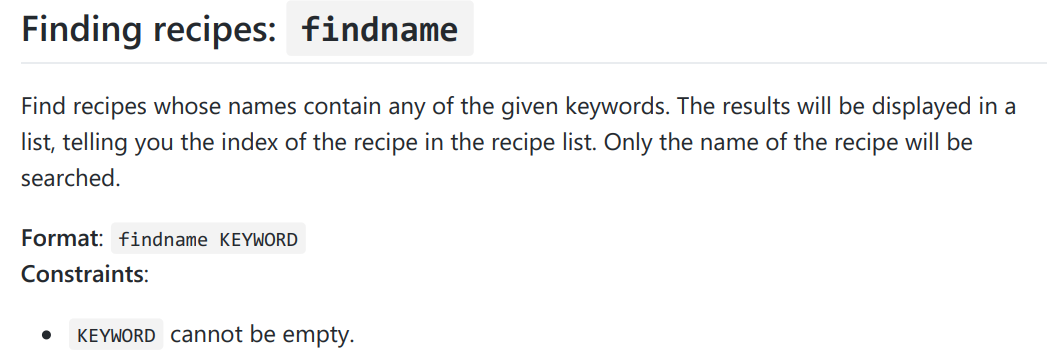 Finding recipes: findname
Find recipes whose names contain any of the given keywords. The results will be displayed in a
list, telling you the index of the recipe in the recipe list. Only the name of the recipe will be
searched.
Format: findname KEYWORD
Constraints:
• KEYWORD cannot be empty.